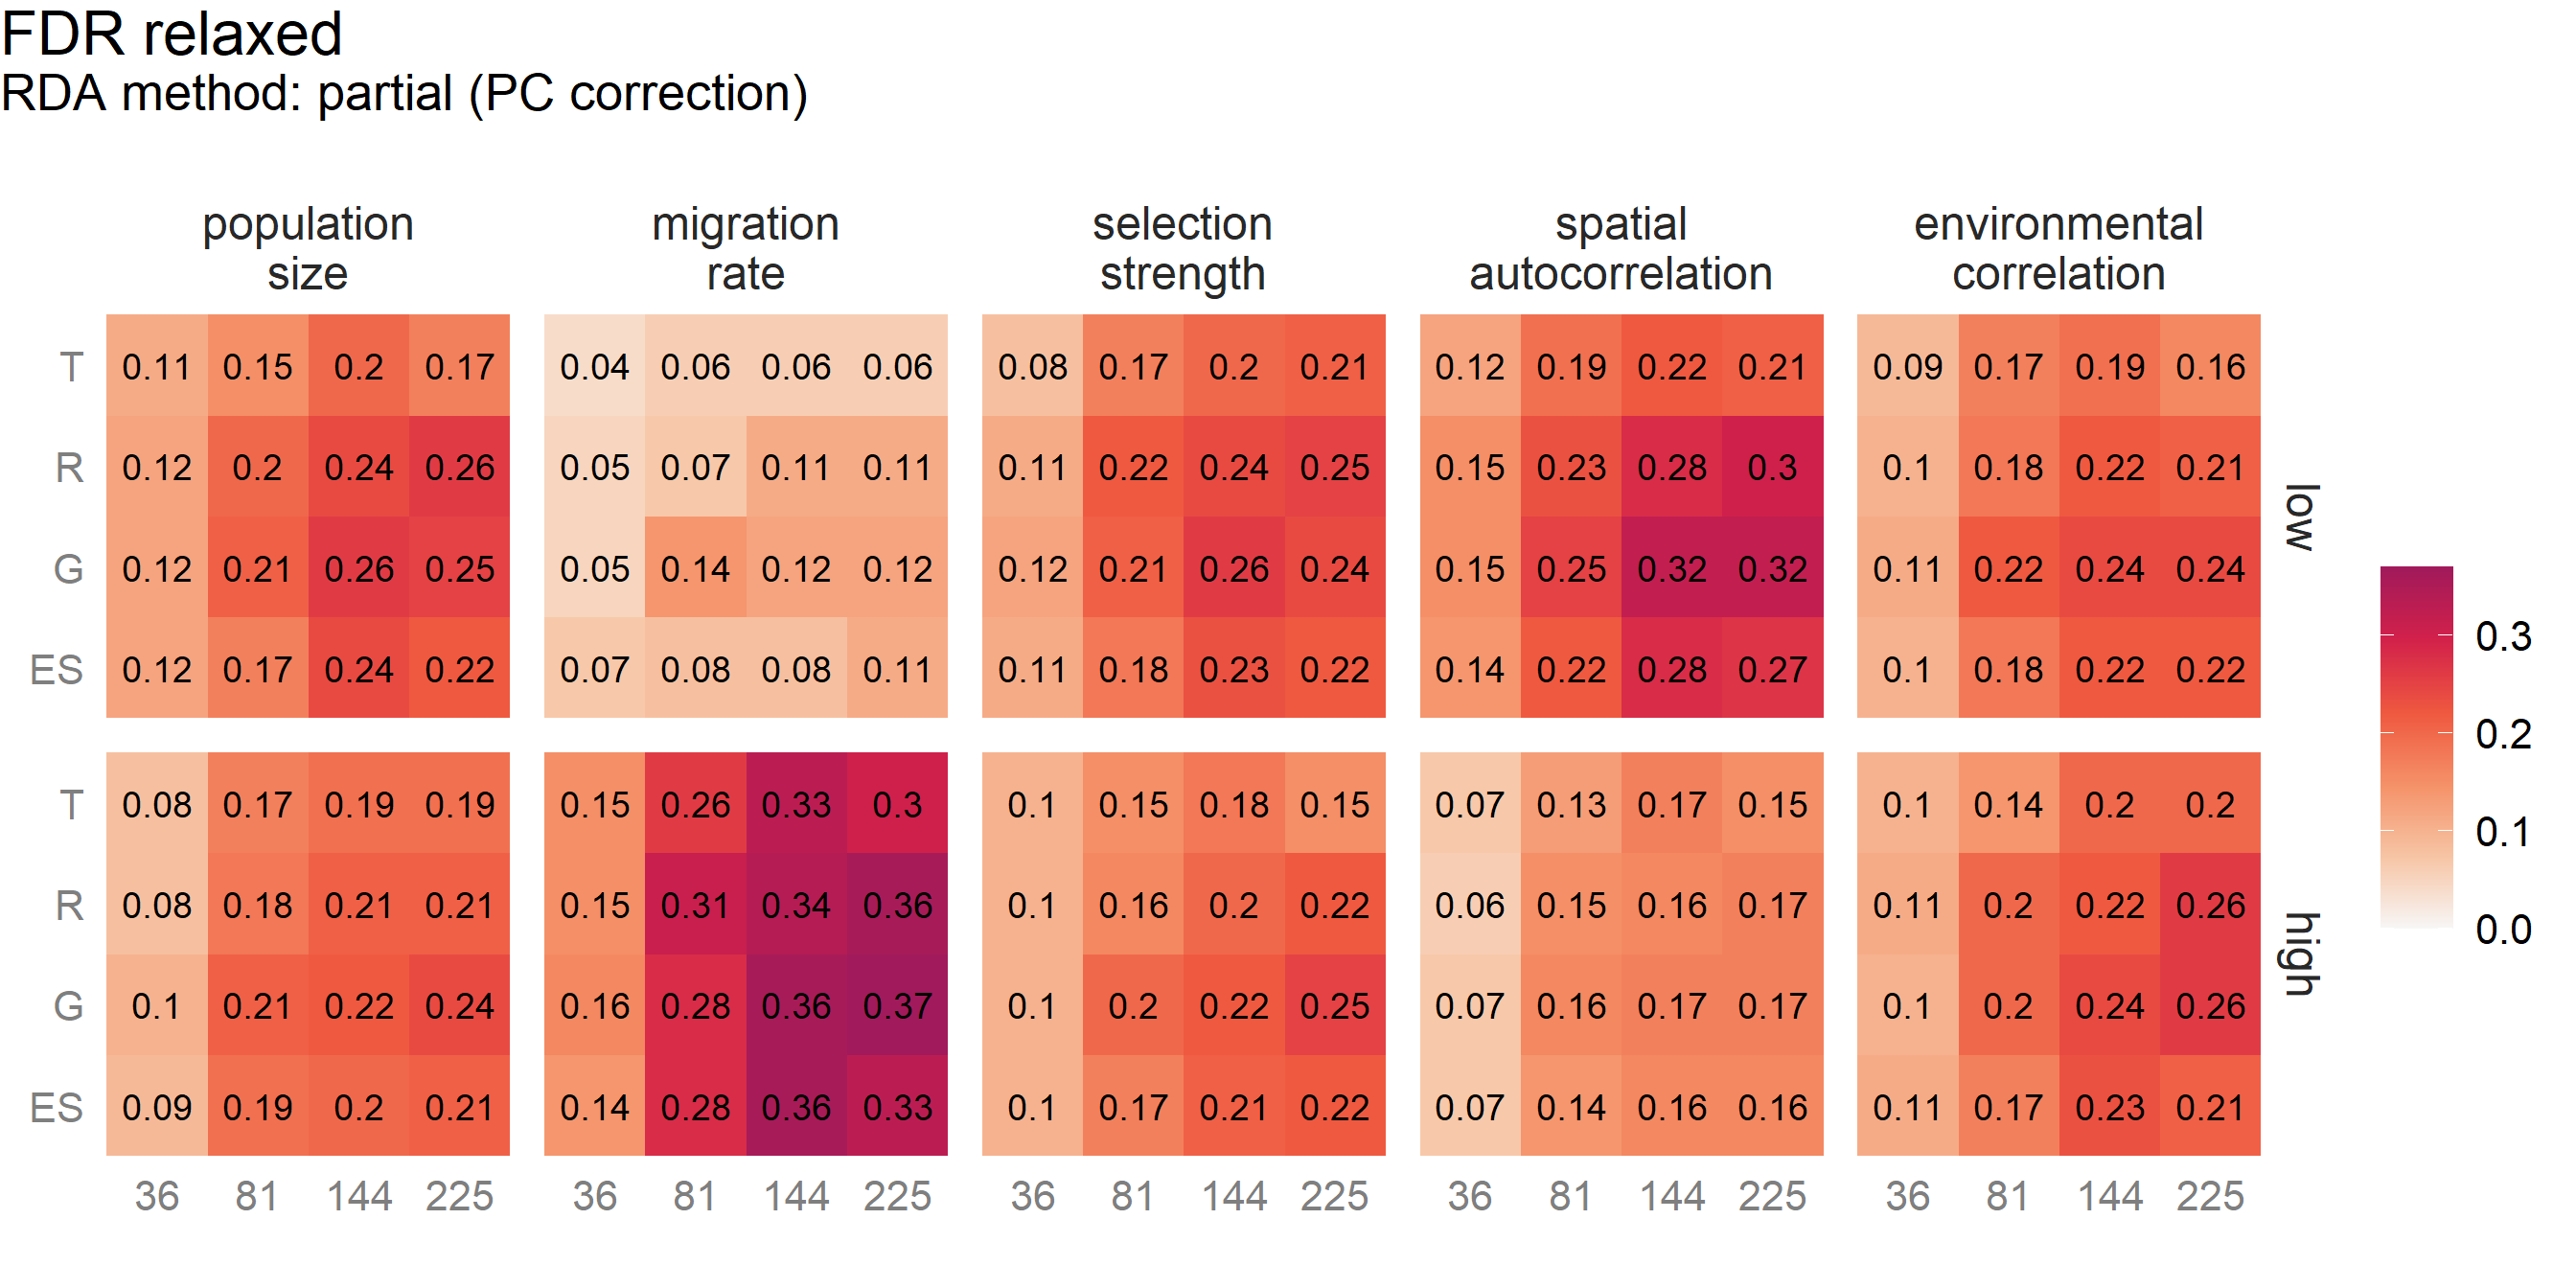 FDR relaxed
RDA method: partial (PC correction)
population size
migration rate
selection strength
spatial autocorrelation
environmental correlation
T 0.11 0.15 0.2 0.17 0.04 0.06 0.06 0.06 0.08 0.17 0.2 0.21 0.12 0.19 0.22 0.21 0.09 0.17 0.19 0.16
R 0.12 0.2 0.24 0.26 0.05 0.07 0.11 0.11 0.11 0.22 0.24 0.25 0.15 0.23 0.28 0.3 0.1 0.18 0.22 0.21
G 0.12 0.21 0.26 0.25 0.05 0.14 0.12 0.12 0.12 0.21 0.26 0.24 0.15 0.25 0.32 0.32 0.11 0.22 0.24 0.24
ES 0.12 0.17 0.24 0.22 0.07 0.08 0.08 0.11 0.11 0.18 0.23 0.22 0.14 0.22 0.28 0.27 0.1 0.18 0.22 0.22
low
T 0.08 0.17 0.19 0.19 0.15 0.26 0.33 0.3 0.1 0.15 0.18 0.15 0.07 0.13 0.17 0.15 0.1 0.14 0.2 0.2
R 0.08 0.18 0.21 0.21 0.15 0.31 0.34 0.36 0.1 0.16 0.2 0.22 0.06 0.15 0.16 0.17 0.11 0.2 0.22 0.26
G 0.1 0.21 0.22 0.24 0.16 0.28 0.36 0.37 0.1 0.2 0.22 0.25 0.07 0.16 0.17 0.17 0.1 0.2 0.24 0.26
ES 0.09 0.19 0.2 0.21 0.14 0.28 0.36 0.33 0.1 0.17 0.21 0.22 0.07 0.14 0.16 0.16 0.11 0.17 0.23 0.21
high
36 81 144 225 36 81 144 225 36 81 144 225 36 81 144 225 36 81 144 225
0.3
0.2
0.1
0.0